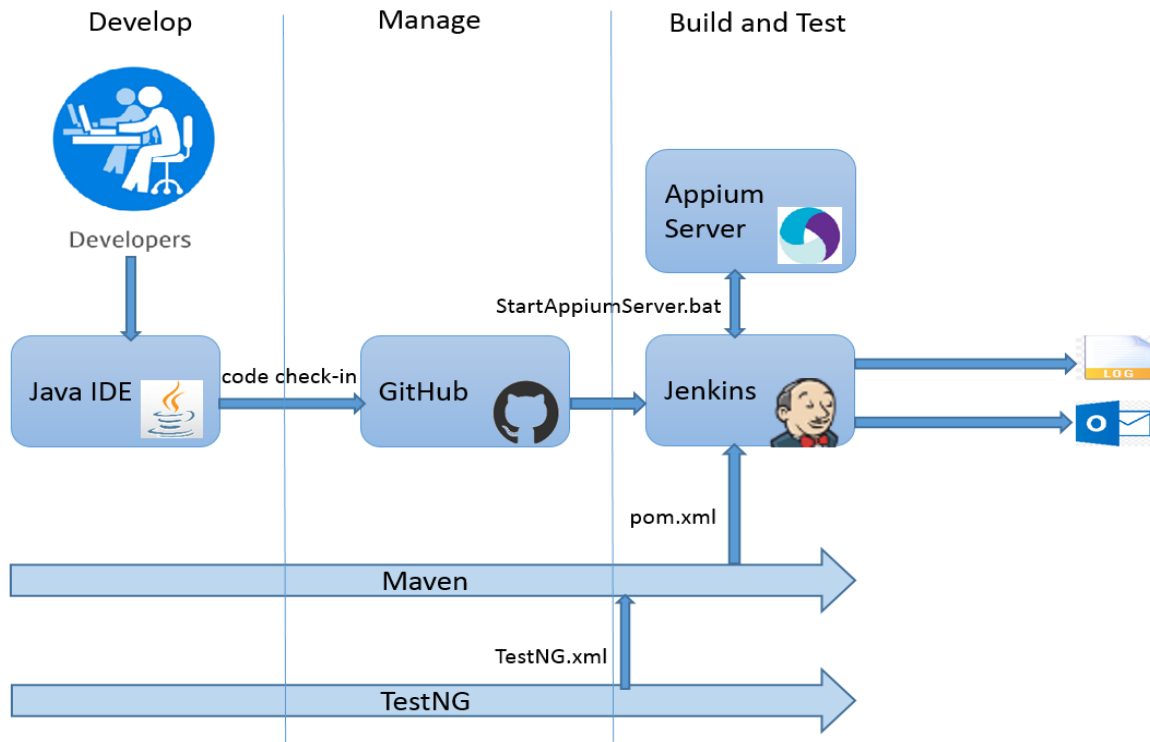 Develop
Manage
Build and Test
Developers
Appium
Server
StartAppiumServer.bat
Java IDE
code check-in
GitHub
Jenkins
LOG
O
pom.xml
Maven
TestNG.xml
TestNG